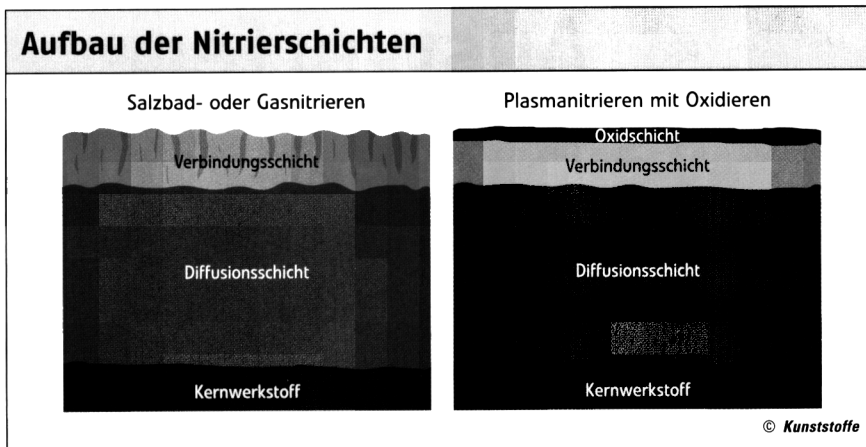 Aufbau der Nitrierschichten
Salzbad- oder Gasnitrieren
Verbindungsschicht
Diffusionsschicht
Kernwerkstoff
Plasmanitrieren mit Oxidieren
Oxidschicht
Verbindungsschicht
Diffusionsschicht
Kernwerkstoff
© Kunststoffe